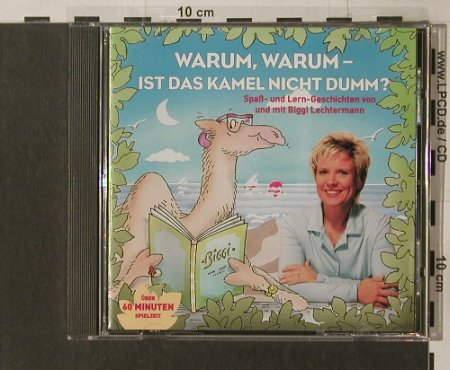 10 cm
WARUM, WARUM –
IST DAS KAMEL NICHT DUMM?
Spaß- und Lern-Geschichten von
und mit Biggi Lechtermann
Biggi
ÜBER
60 MINUTEN
SPIELZEIT
www.LPCD.de / CD
10 cm